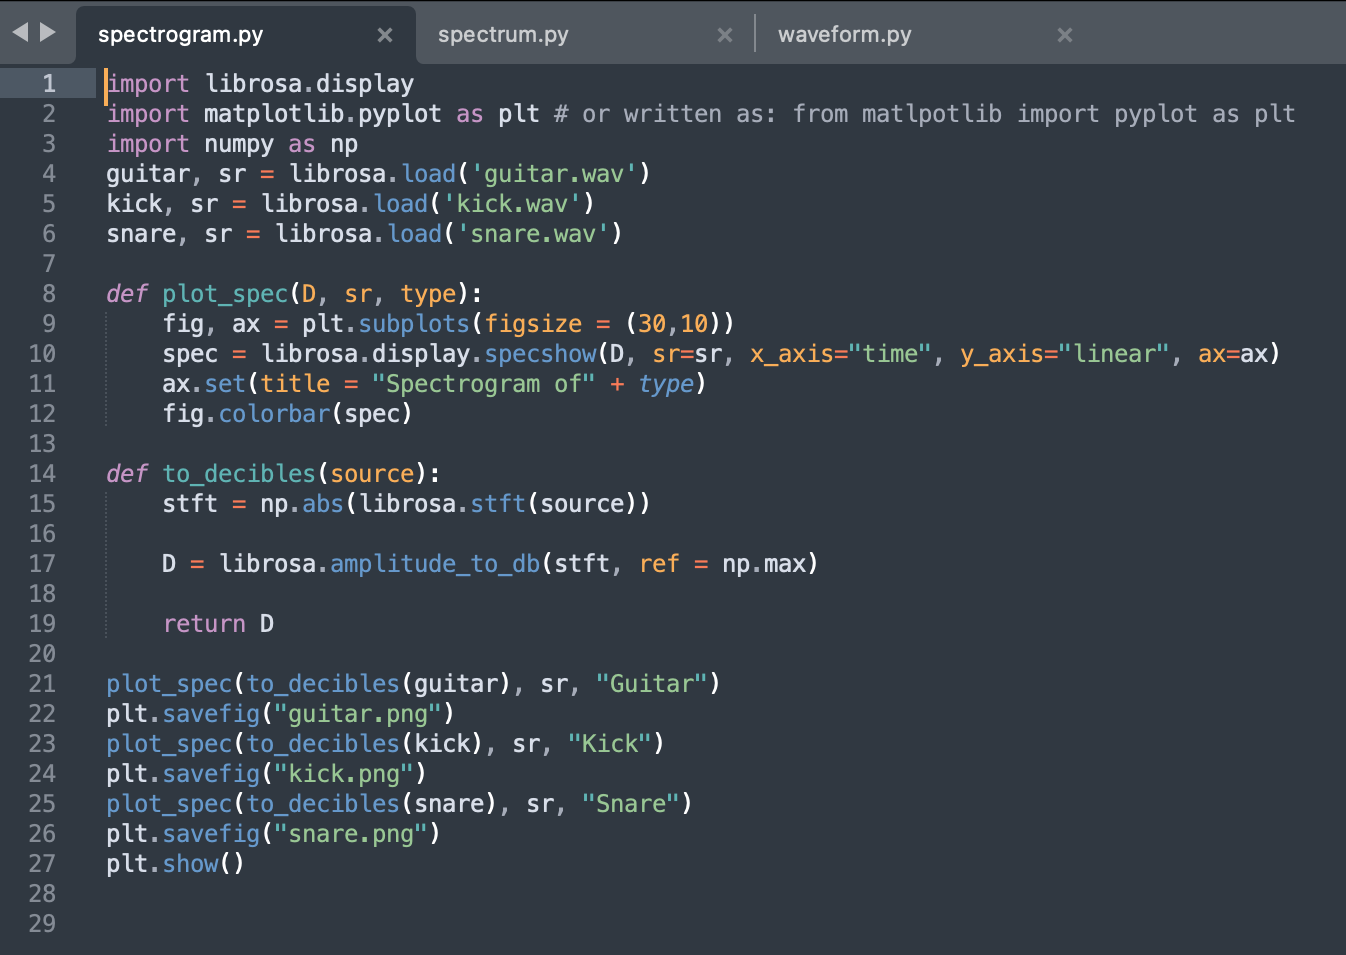 spectrogram.py × spectrum.py × waveform.py ×
1 import librosa.display
2 import matplotlib.pyplot as plt # or written as: from matlpotlib import pyplot as plt
3 import numpy as np
4 guitar, sr = librosa.load('guitar.wav')
5 kick, sr = librosa.load('kick.wav')
6 snare, sr = librosa.load('snare.wav')
7
8 def plot_spec(D, sr, type):
9     fig, ax = plt.subplots(figsize = (30,10))
10     spec = librosa.display.specshow(D, sr=sr, x_axis="time", y_axis="linear", ax=ax)
11     ax.set(title = "Spectrogram of" + type)
12     fig.colorbar(spec)
13
14 def to_decibles(source):
15     stft = np.abs(librosa.stft(source))
16
17     D = librosa.amplitude_to_db(stft, ref = np.max)
18
19     return D
20
21 plot_spec(to_decibles(guitar), sr, "Guitar")
22 plt.savefig("guitar.png")
23 plot_spec(to_decibles(kick), sr, "Kick")
24 plt.savefig("kick.png")
25 plot_spec(to_decibles(snare), sr, "Snare")
26 plt.savefig("snare.png")
27 plt.show()
28
29